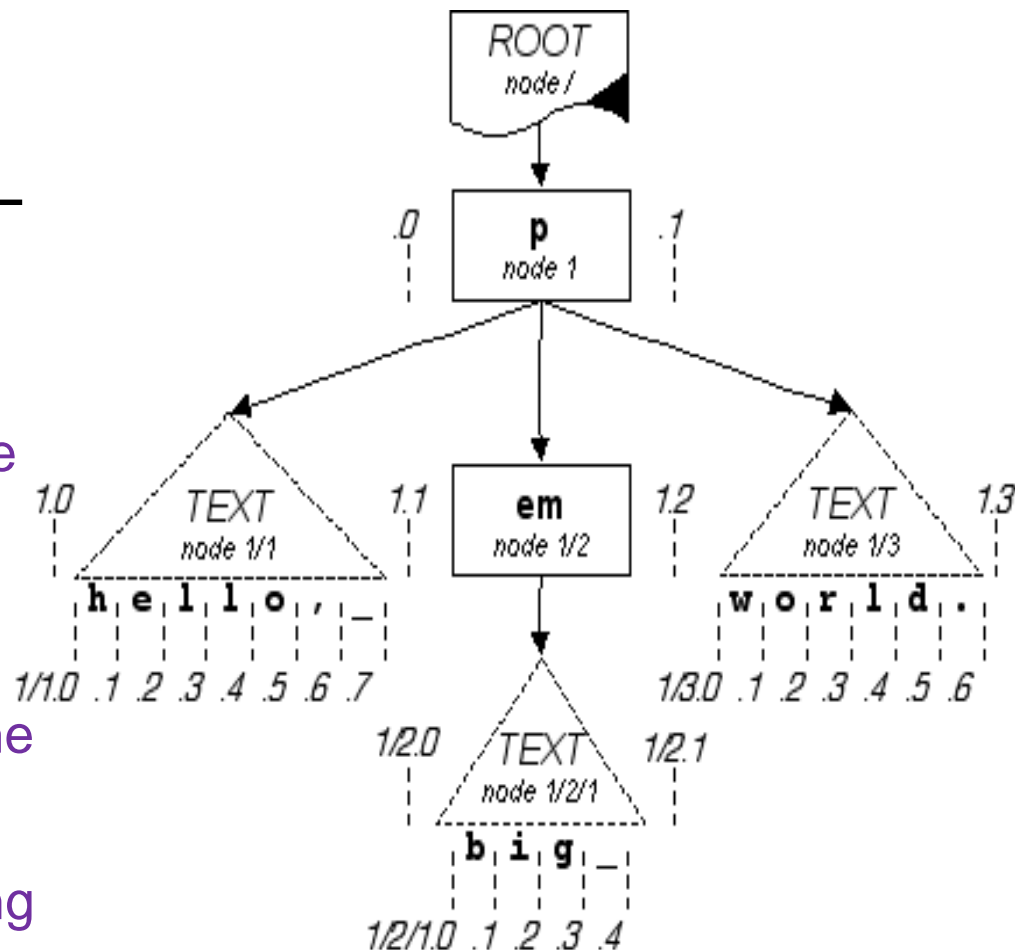 ROOT
node /
.0
p
node 1
.1
e
1.0
TEXT
node 1/1
1.1
em
node 1/2
1.2
TEXT
node 1/3
1.3
h e l l o , _
w o r l d .
1/1.0 .1 .2 .3 .4 .5 .6 .7
1/3.0 .1 .2 .3 .4 .5 .6
ne
1/2.0
TEXT
node 1/2/1
1/2.1
b i g _
ng
1/2/1.0 .1 .2 .3 .4